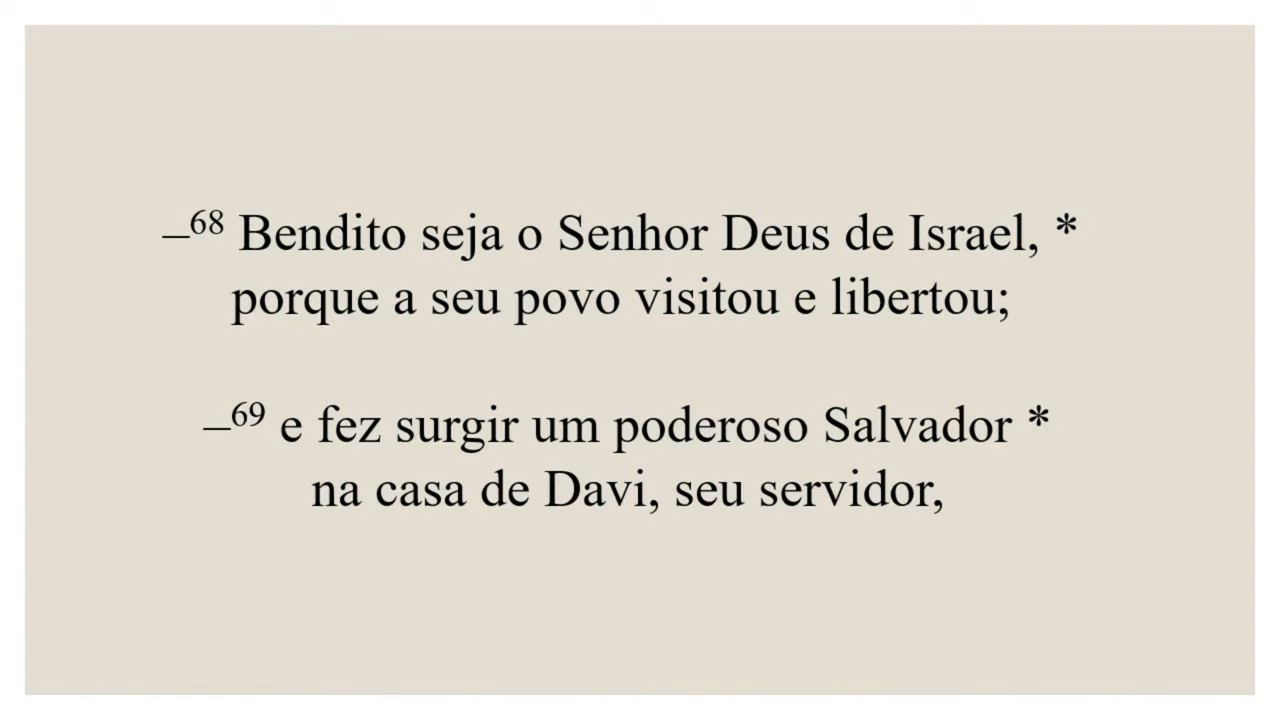 –⁶⁸ Bendito seja o Senhor Deus de Israel, *
porque a seu povo visitou e libertou;
–⁶⁹ e fez surgir um poderoso Salvador *
na casa de Davi, seu servidor,